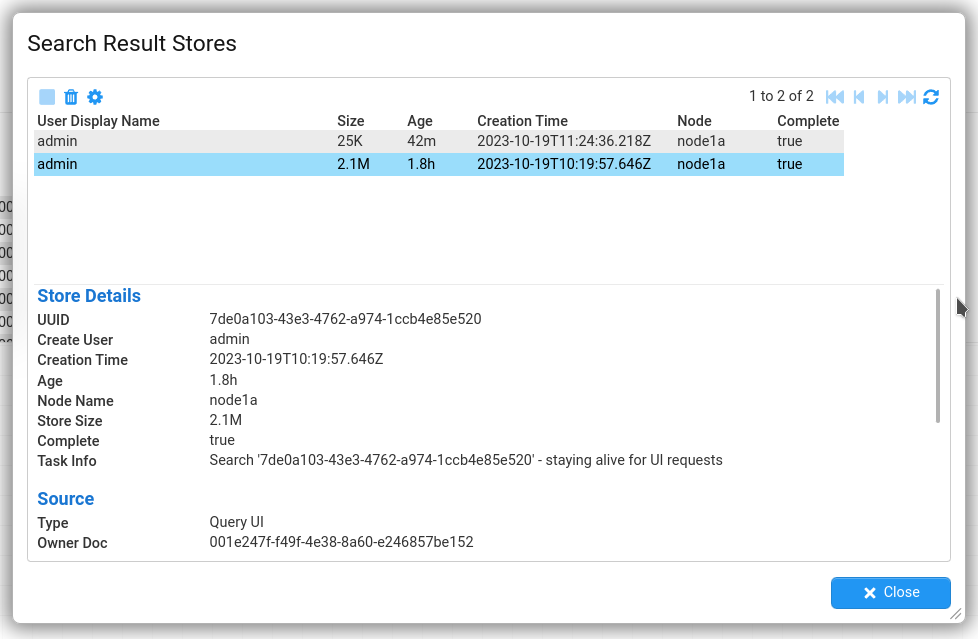 Search Result Stores
1 to 2 of 2
User Display Name Size Age Creation Time Node Complete
admin 25K 42m 2023-10-19T11:24:36.218Z node1a true
admin 2.1M 1.8h 2023-10-19T10:19:57.646Z node1a true
Store Details
UUID 7de0a103-43e3-4762-a974-1ccb4e85e520
Create User admin
Creation Time 2023-10-19T10:19:57.646Z
Age 1.8h
Node Name node1a
Store Size 2.1M
Complete true
Task Info Search '7de0a103-43e3-4762-a974-1ccb4e85e520' - staying alive for UI requests
Source
Type Query UI
Owner Doc 001e247f-f49f-4e38-8a60-e246857be152
Close